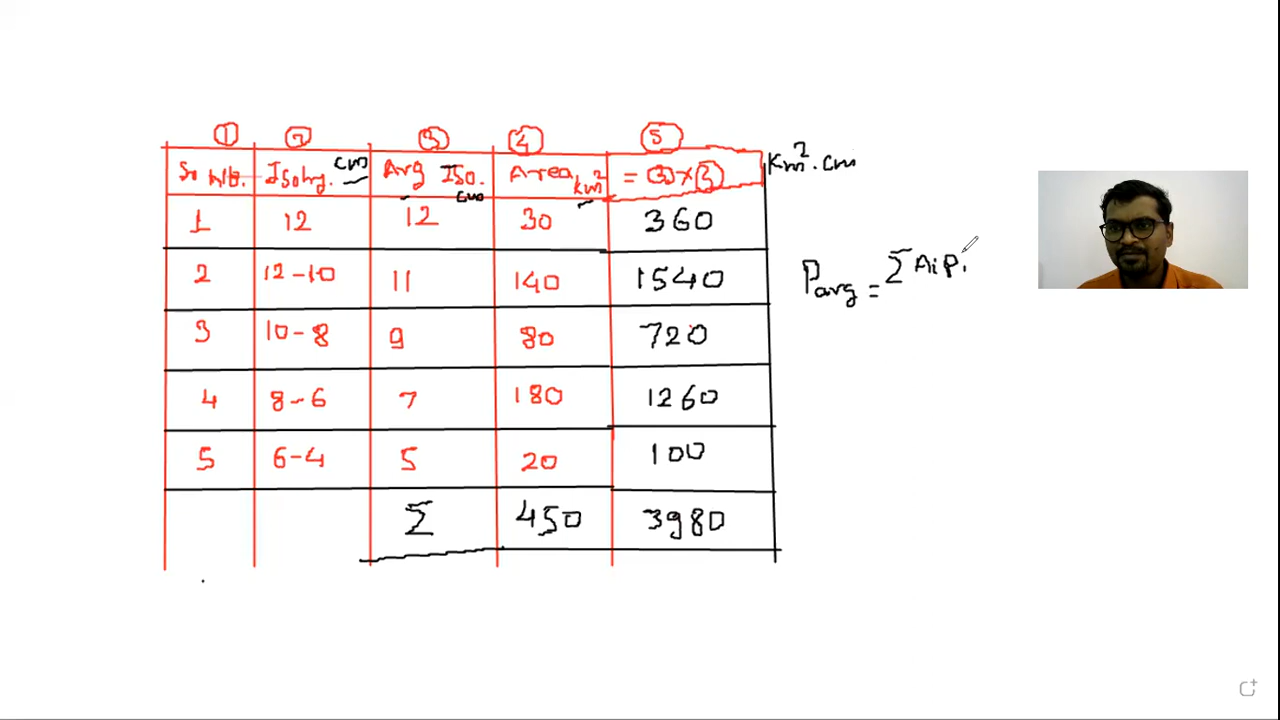 ① ② ③ ④ ⑤
Sr No. Isohy. cm Avg Iso. cm Area km² = ③ × Km².cm
1 12 12 30 360
2 12-10 11 140 1540
3 10-8 9 80 720
4 8-6 7 180 1260
5 6-4 5 20 100
Σ 450 3980
Pavg = ΣAiPi